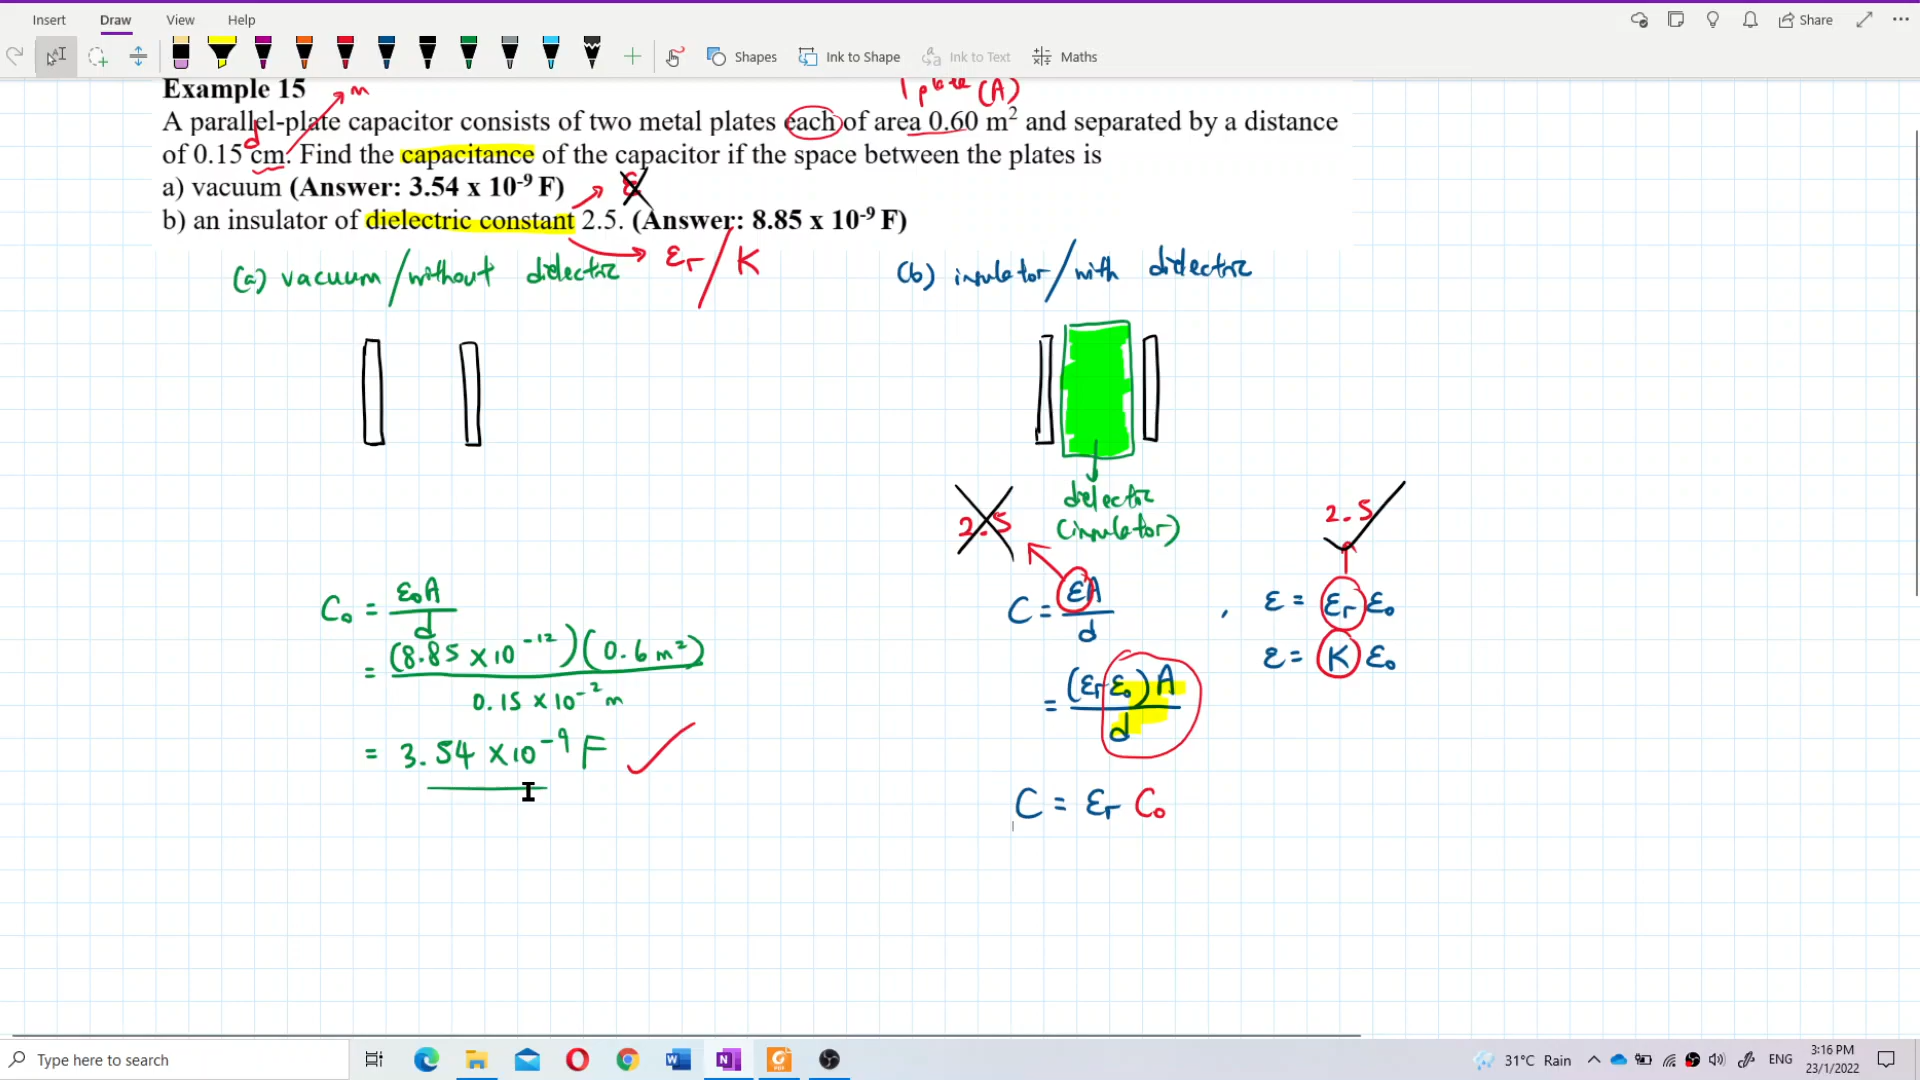 Insert Draw View Help
Share
Shapes Ink to Shape Ink to Text Maths
Example 15
m
1 plate (A)
A parallel-plate capacitor consists of two metal plates each of area 0.60 m² and separated by a distance
d
of 0.15 cm. Find the capacitance of the capacitor if the space between the plates is
a) vacuum (Answer: 3.54 x 10⁻⁹ F)
ε
b) an insulator of dielectric constant 2.5. (Answer: 8.85 x 10⁻⁹ F)
εr / K
(a) vacuum / without dielectric
(b) insulator / with dielectric
dielectric
(insulator)
2.5
2.5
C₀ = ε₀A / d
= (8.85 × 10⁻¹²)(0.6 m²) / 0.15 × 10⁻² m
= 3.54 × 10⁻⁹ F
C = εA / d , ε = εr ε₀
ε = K ε₀
= (εr ε₀) A / d
C = εr C₀
Type here to search
31°C Rain
ENG
3:16 PM
23/1/2022